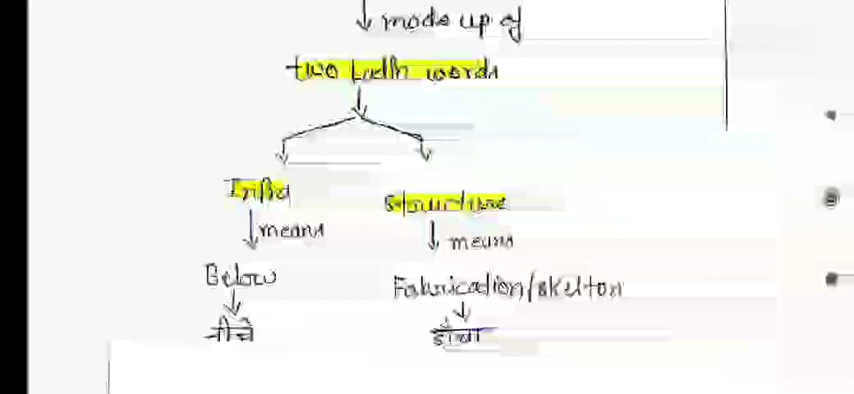 made up of
two Latin words
Infra
Structure
means
means
Below
Fabrication/skelton
नीचे
ढांचा